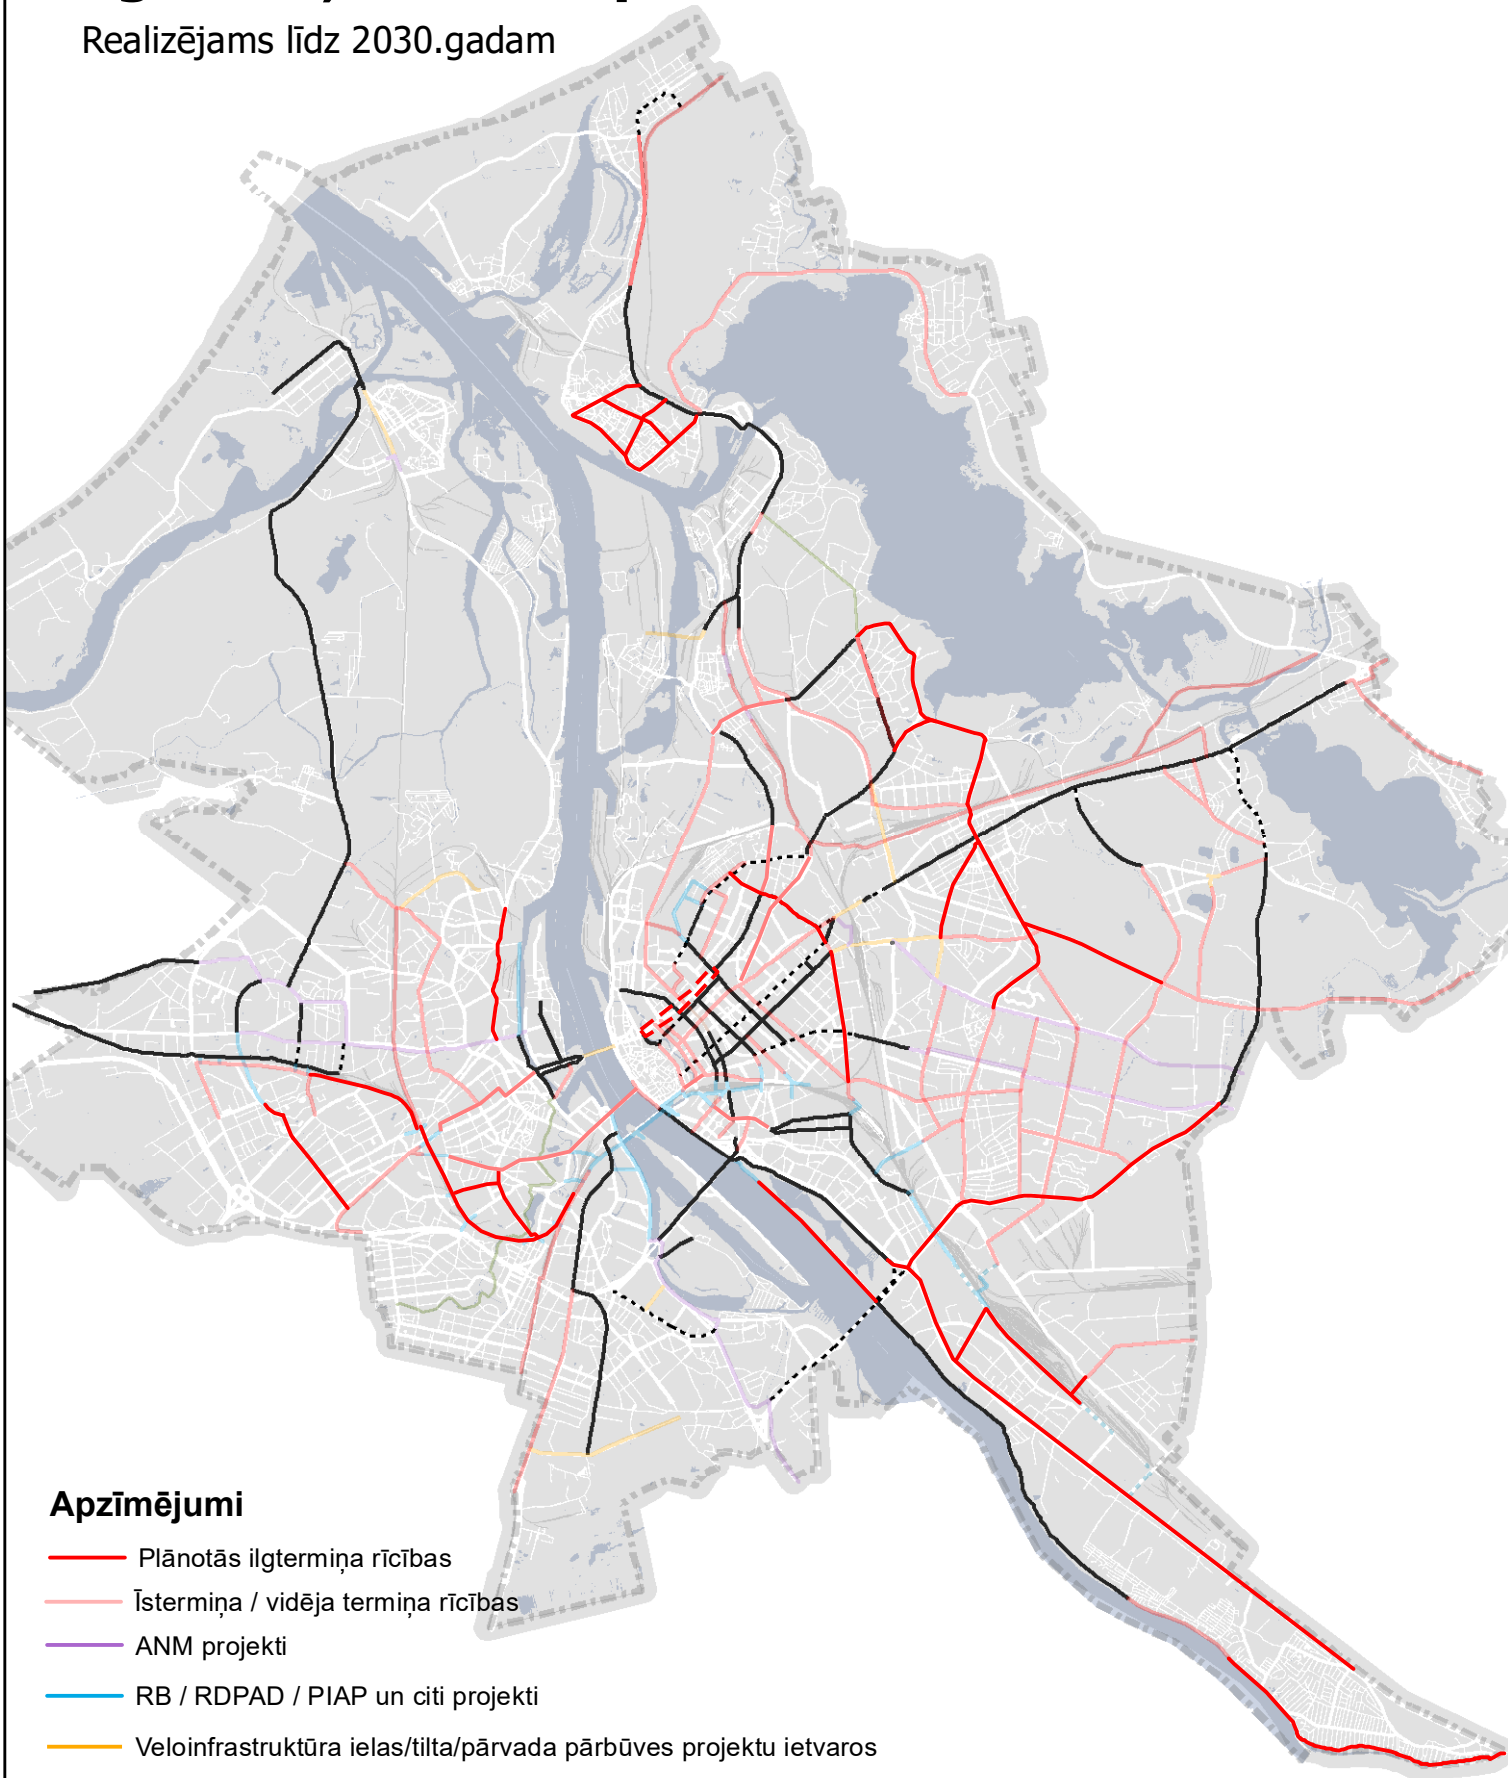 Realizējams līdz 2030.gadam
Apzīmējumi
Plānotās ilgtermiņa rīcības
Īstermiņa / vidēja termiņa rīcības
ANM projekti
RB / RDPAD / PIAP un citi projekti
Veloinfrastruktūra ielas/tilta/pārvada pārbūves projektu ietvaros